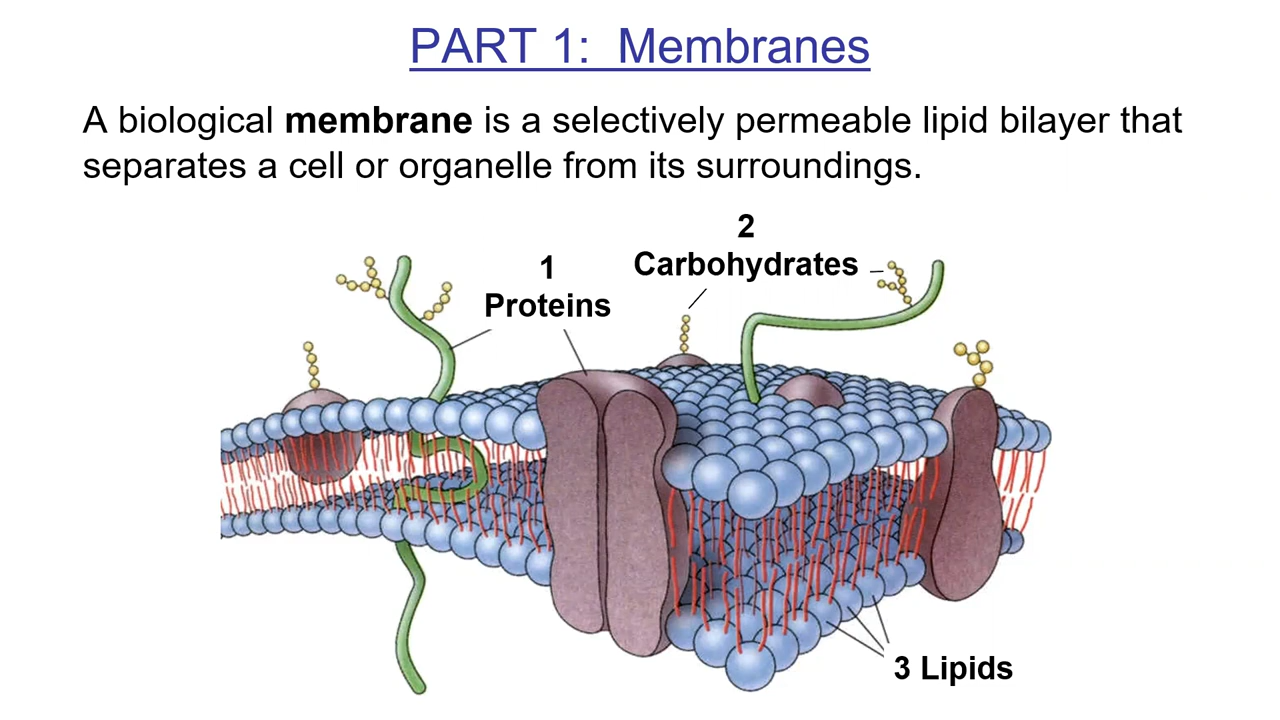 PART 1:  Membranes
A biological membrane is a selectively permeable lipid bilayer that
separates a cell or organelle from its surroundings.
2
Carbohydrates
1
Proteins
3 Lipids